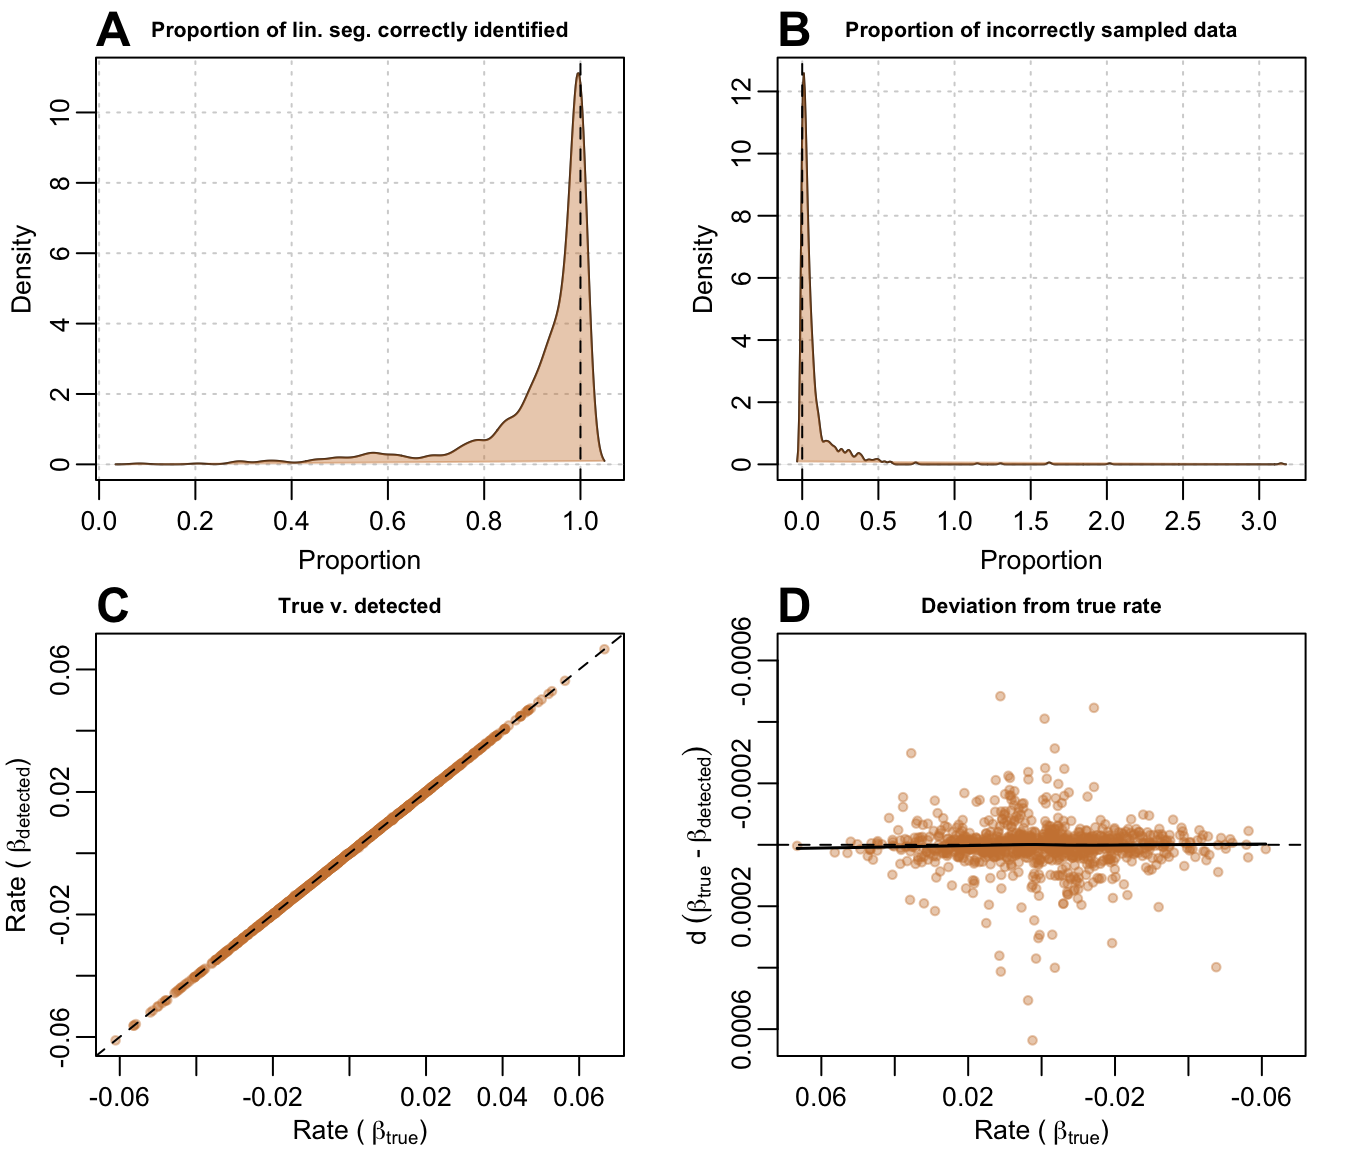 A Proportion of lin. seg. correctly identified
Density
0 2 4 6 8 10
0.0 0.2 0.4 0.6 0.8 1.0
Proportion
B Proportion of incorrectly sampled data
Density
0 2 4 6 8 10 12
0.0 0.5 1.0 1.5 2.0 2.5 3.0
Proportion
C True v. detected
Rate ( βdetected)
-0.06 -0.02 0.02 0.06
-0.06 -0.02 0.02 0.04 0.06
Rate ( βtrue)
D Deviation from true rate
d (βtrue - βdetected)
0.0006 0.0002 -0.0002 -0.0006
0.06 0.02 -0.02 -0.06
Rate ( βtrue)